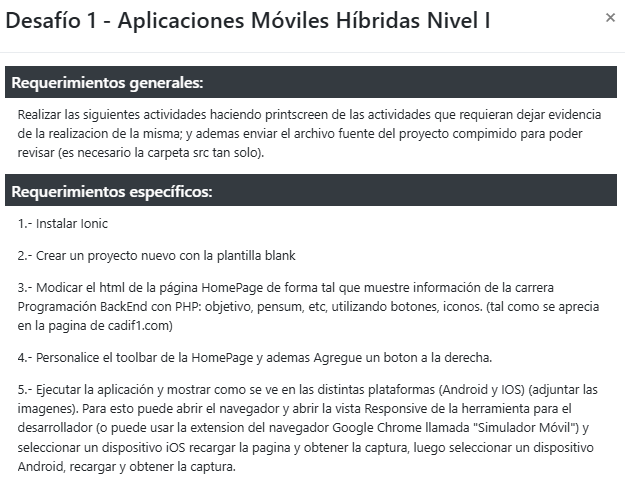 Desafío 1 - Aplicaciones Móviles Híbridas Nivel I
×
Requerimientos generales:
Realizar las siguientes actividades haciendo printscreen de las actividades que requieran dejar evidencia
de la realizacion de la misma; y ademas enviar el archivo fuente del proyecto compimido para poder
revisar (es necesario la carpeta src tan solo).
Requerimientos específicos:
1.- Instalar Ionic
2.- Crear un proyecto nuevo con la plantilla blank
3.- Modicar el html de la página HomePage de forma tal que muestre información de la carrera
Programación BackEnd con PHP: objetivo, pensum, etc, utilizando botones, iconos. (tal como se aprecia
en la pagina de cadif1.com)
4.- Personalice el toolbar de la HomePage y ademas Agregue un boton a la derecha.
5.- Ejecutar la aplicación y mostrar como se ve en las distintas plataformas (Android y IOS) (adjuntar las
imagenes). Para esto puede abrir el navegador y abrir la vista Responsive de la herramienta para el
desarrollador (o puede usar la extension del navegador Google Chrome llamada "Simulador Móvil") y
seleccionar un dispositivo iOS recargar la pagina y obtener la captura, luego seleccionar un dispositivo
Android, recargar y obtener la captura.